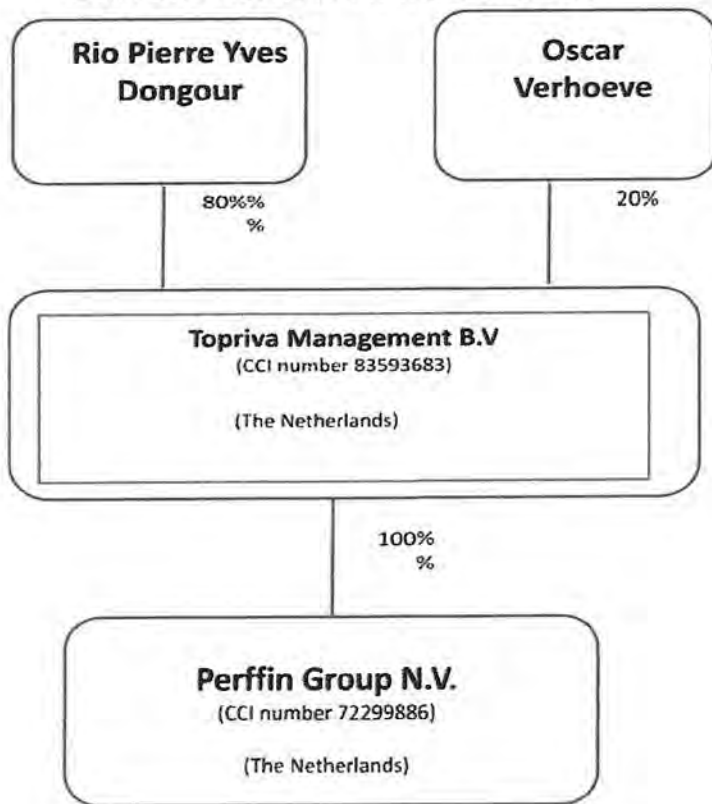 Rio Pierre Yves
Dongour
Oscar
Verhoeve
80%%
%
20%
Topriva Management B.V
(CCI number 83593683)
(The Netherlands)
100%
%
Perffin Group N.V.
(CCI number 72299886)
(The Netherlands)